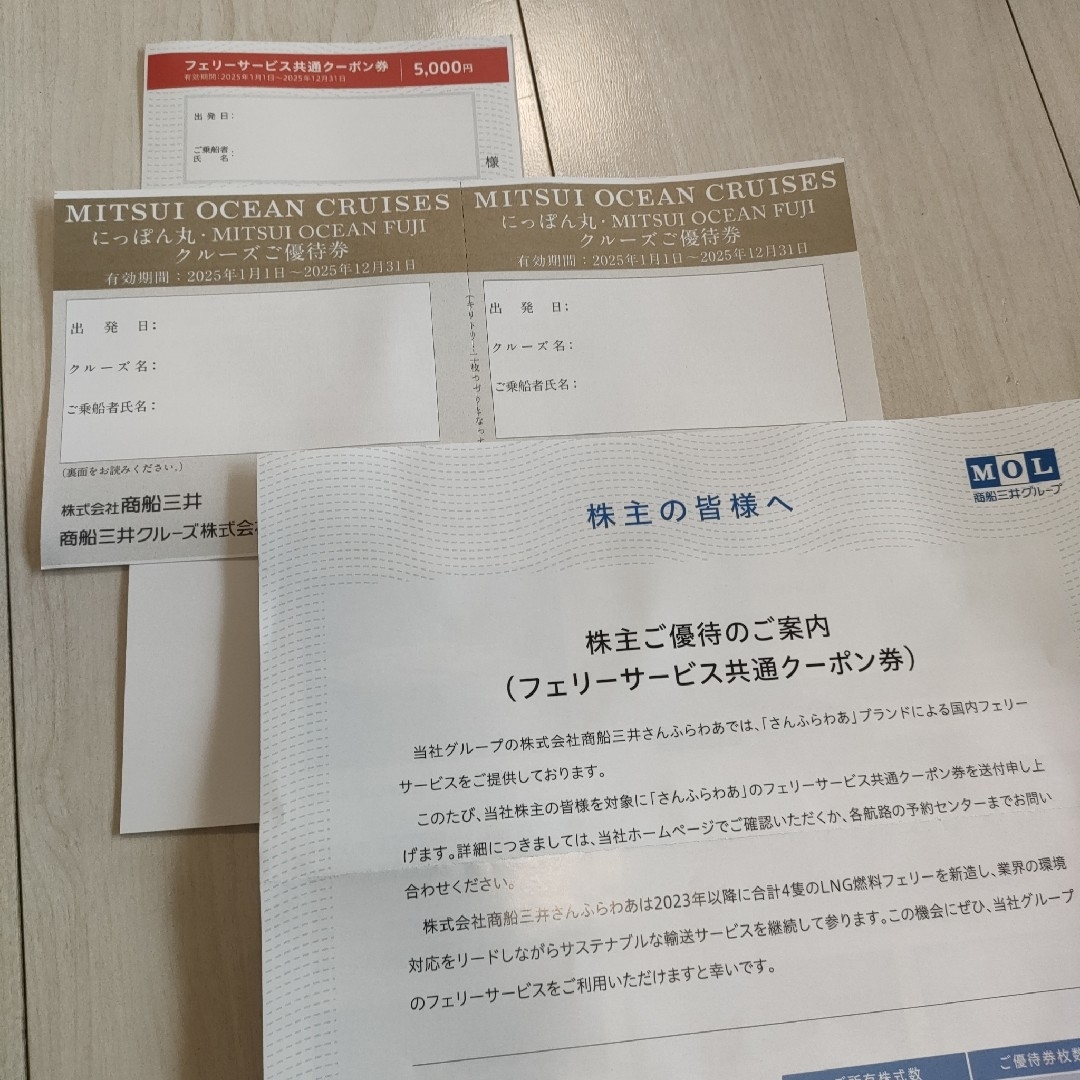 フェリーサービス共通クーポン券 5,000円
有効期間:2025年1月1日～2025年12月31日
出発日:
ご乗船者
氏名:
様
MITSUI OCEAN CRUISES
にっぽん丸・MITSUI OCEAN FUJI
クルーズご優待券
有効期間：2025年1月1日～2025年12月31日
出発日:
クルーズ名:
ご乗船者氏名:
(裏面をお読みください。)
株式会社商船三井
商船三井クルーズ株式会
MITSUI OCEAN CRUISES
にっぽん丸・MITSUI OCEAN FUJI
クルーズご優待券
有効期間：2025年1月1日～2025年12月31日
出発日:
クルーズ名:
ご乗船者氏名:
MOL
商船三井グループ
株主の皆様へ
株主ご優待のご案内
(フェリーサービス共通クーポン券)
当社グループの株式会社商船三井さんふらわあでは、「さんふらわあ」ブランドによる国内フェリー
サービスをご提供しております。
このたび、当社株主の皆様を対象に「さんふらわあ」のフェリーサービス共通クーポン券を送付申し上
げます。詳細につきましては、当社ホームページでご確認いただくか、各航路の予約センターまでお問い
合わせください。
株式会社商船三井さんふらわあは2023年以降に合計4隻のLNG燃料フェリーを新造し、業界の環境
対応をリードしながらサステナブルな輸送サービスを継続して参ります。この機会にぜひ、当社グループ
のフェリーサービスをご利用いただけますと幸いです。
ご所有株式数
ご優待券枚数